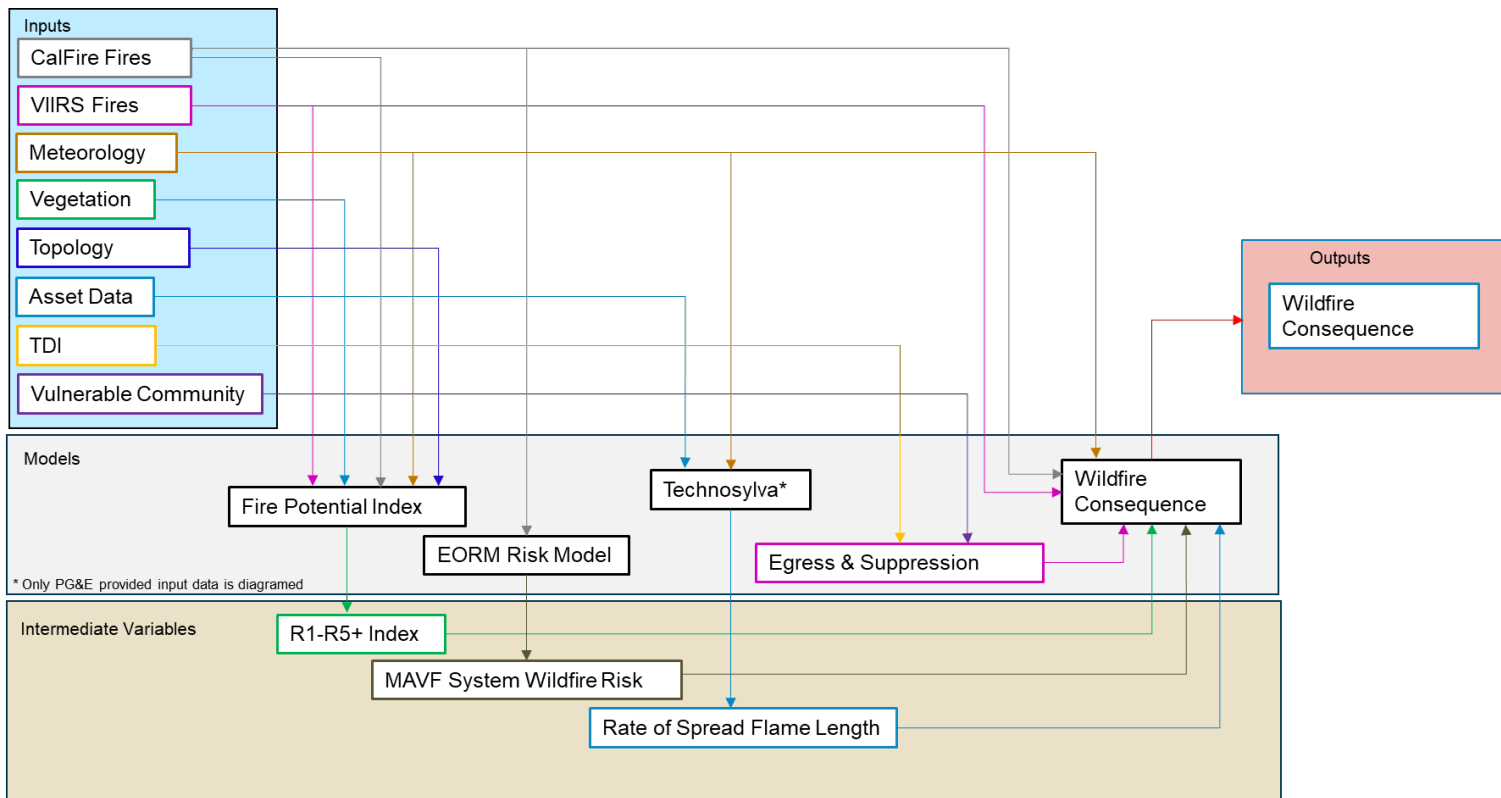 Inputs
CalFire Fires
VIIRS Fires
Meteorology
Vegetation
Topology
Asset Data
TDI
Vulnerable Community
Outputs
Wildfire
Consequence
Models
Fire Potential Index
EORM Risk Model
Technosylva*
Egress & Suppression
Wildfire
Consequence
* Only PG&E provided input data is diagramed
Intermediate Variables
R1-R5+ Index
MAVF System Wildfire Risk
Rate of Spread Flame Length